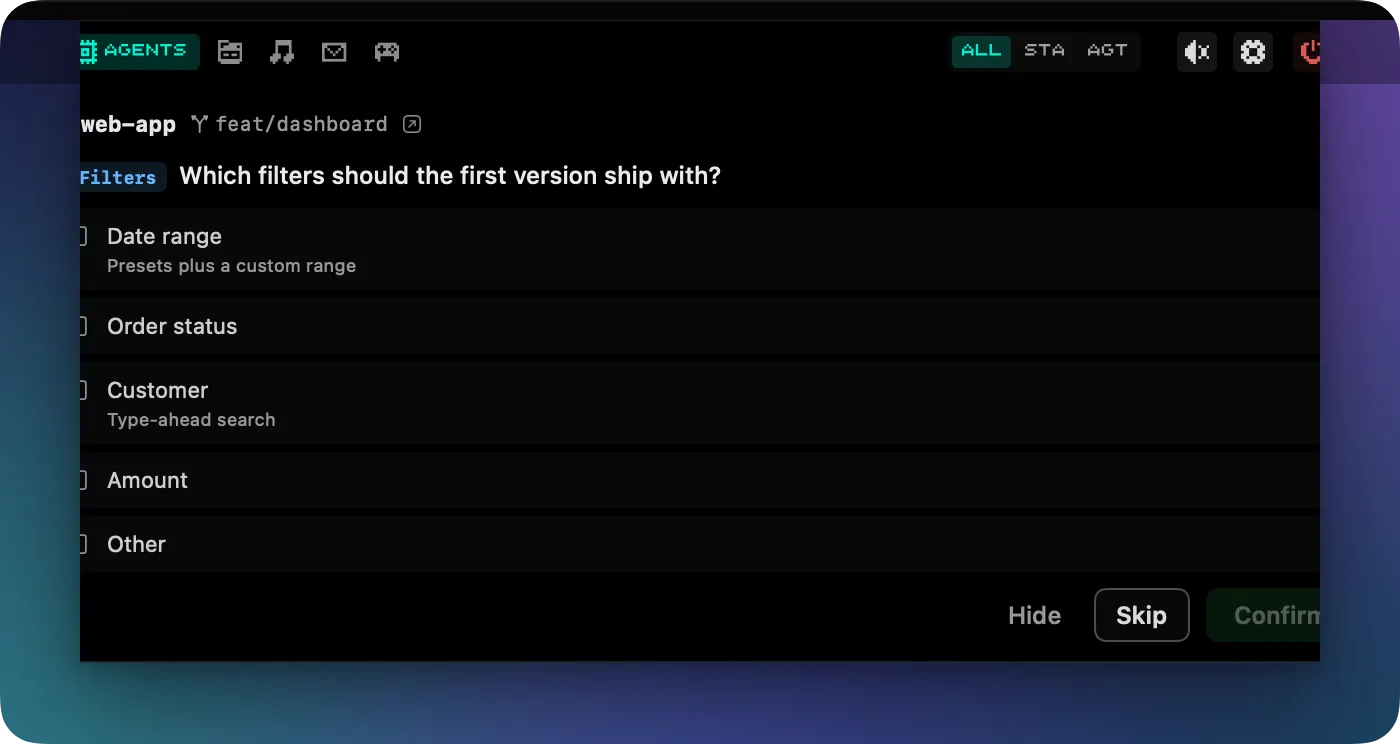 AGENTS
ALL STA AGT
web-app feat/dashboard
Filters Which filters should the first version ship with?
Date range
Presets plus a custom range
Order status
Customer
Type-ahead search
Amount
Other
Hide Skip Confirm